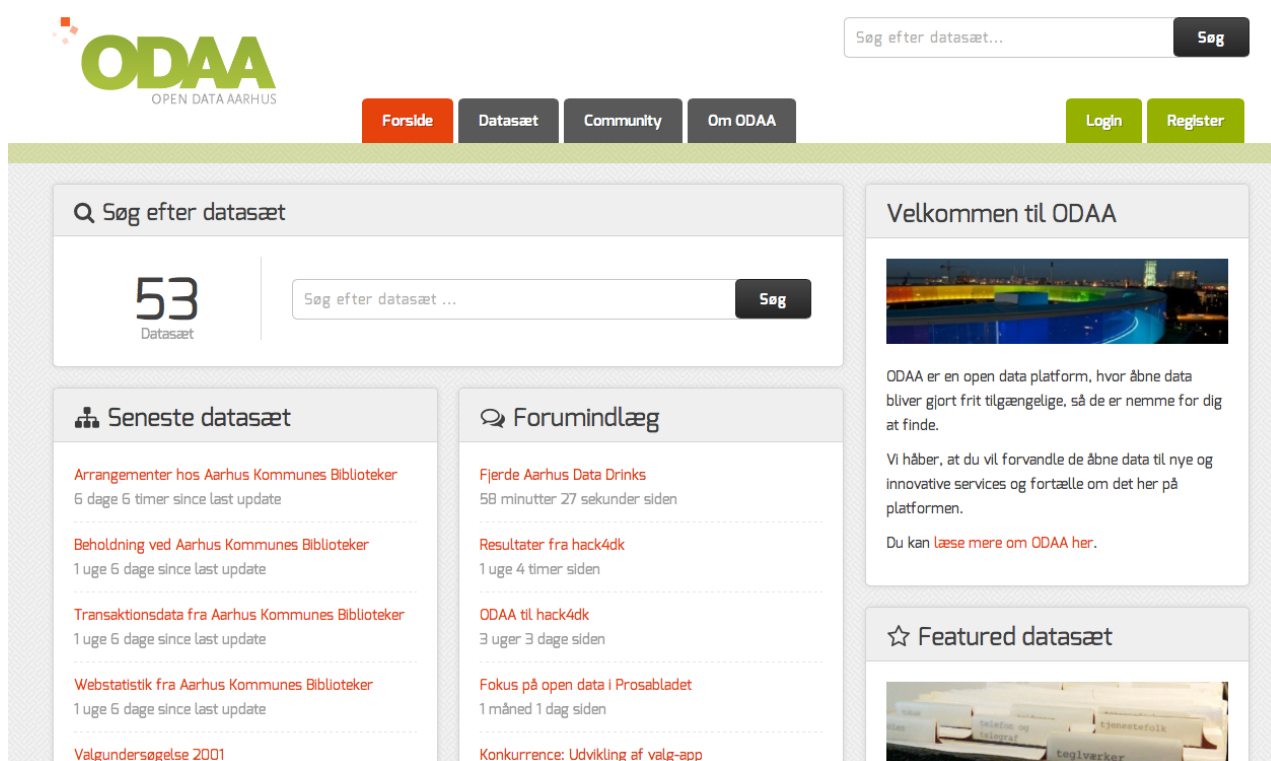 ODAA
OPEN DATA AARHUS
Søg efter datasæt...
Søg
Forside
Datasæt
Community
Om ODAA
Login
Register
Søg efter datasæt
53
Datasæt
Søg efter datasæt ...
Søg
Seneste datasæt
Arrangementer hos Aarhus Kommunes Biblioteker
6 dage 6 timer since last update
Beholdning ved Aarhus Kommunes Biblioteker
1 uge 6 dage since last update
Transaktionsdata fra Aarhus Kommunes Biblioteker
1 uge 6 dage since last update
Webstatistik fra Aarhus Kommunes Biblioteker
1 uge 6 dage since last update
Valgundersøgelse 2001
Forumindlæg
Fjerde Aarhus Data Drinks
58 minutter 27 sekunder siden
Resultater fra hack4dk
1 uge 4 timer siden
ODAA til hack4dk
3 uger 3 dage siden
Fokus på open data i Prosabladet
1 måned 1 dag siden
Konkurrence: Udvikling af valg-app
Velkommen til ODAA
ODAA er en open data platform, hvor åbne data
bliver gjort frit tilgængelige, så de er nemme for dig
at finde.
Vi håber, at du vil forvandle de åbne data til nye og
innovative services og fortælle om det her på
platformen.
Du kan læse mere om ODAA her.
Featured datasæt
telefon og
telegraf
tjenestefolk
teglværker